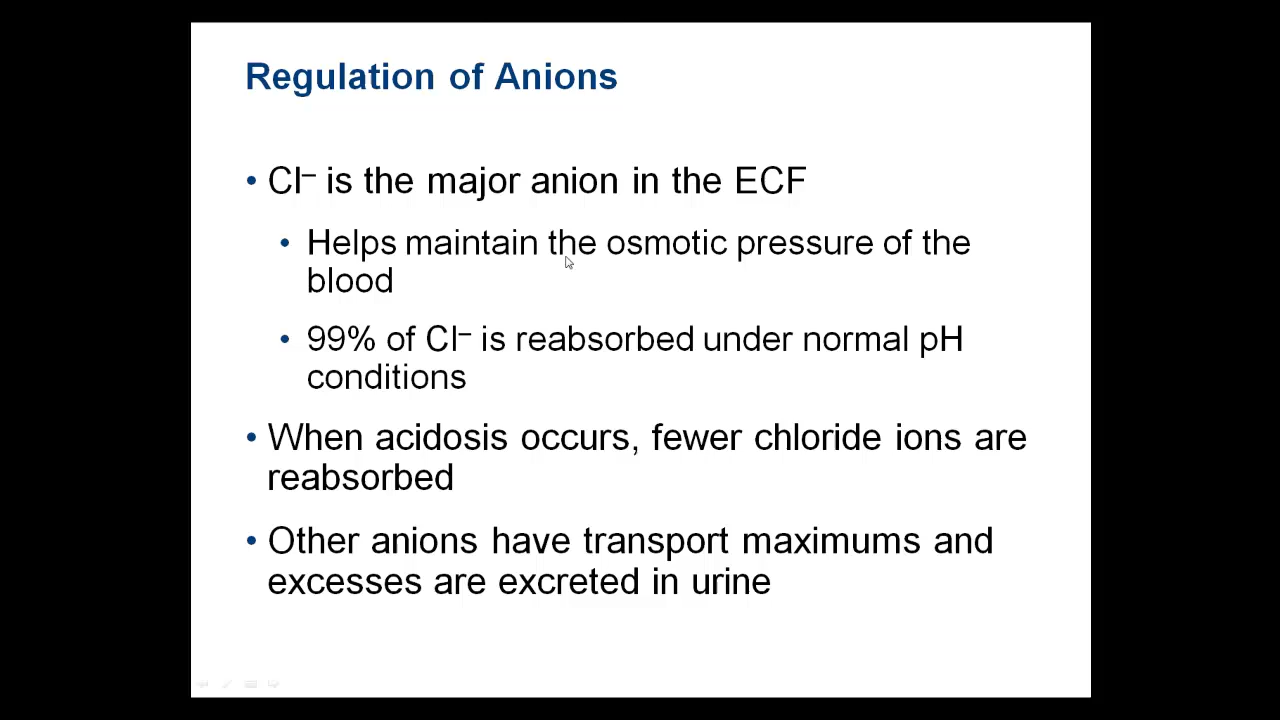 Regulation of Anions
• Cl– is the major anion in the ECF
• Helps maintain the osmotic pressure of the
blood
• 99% of Cl– is reabsorbed under normal pH
conditions
• When acidosis occurs, fewer chloride ions are
reabsorbed
• Other anions have transport maximums and
excesses are excreted in urine